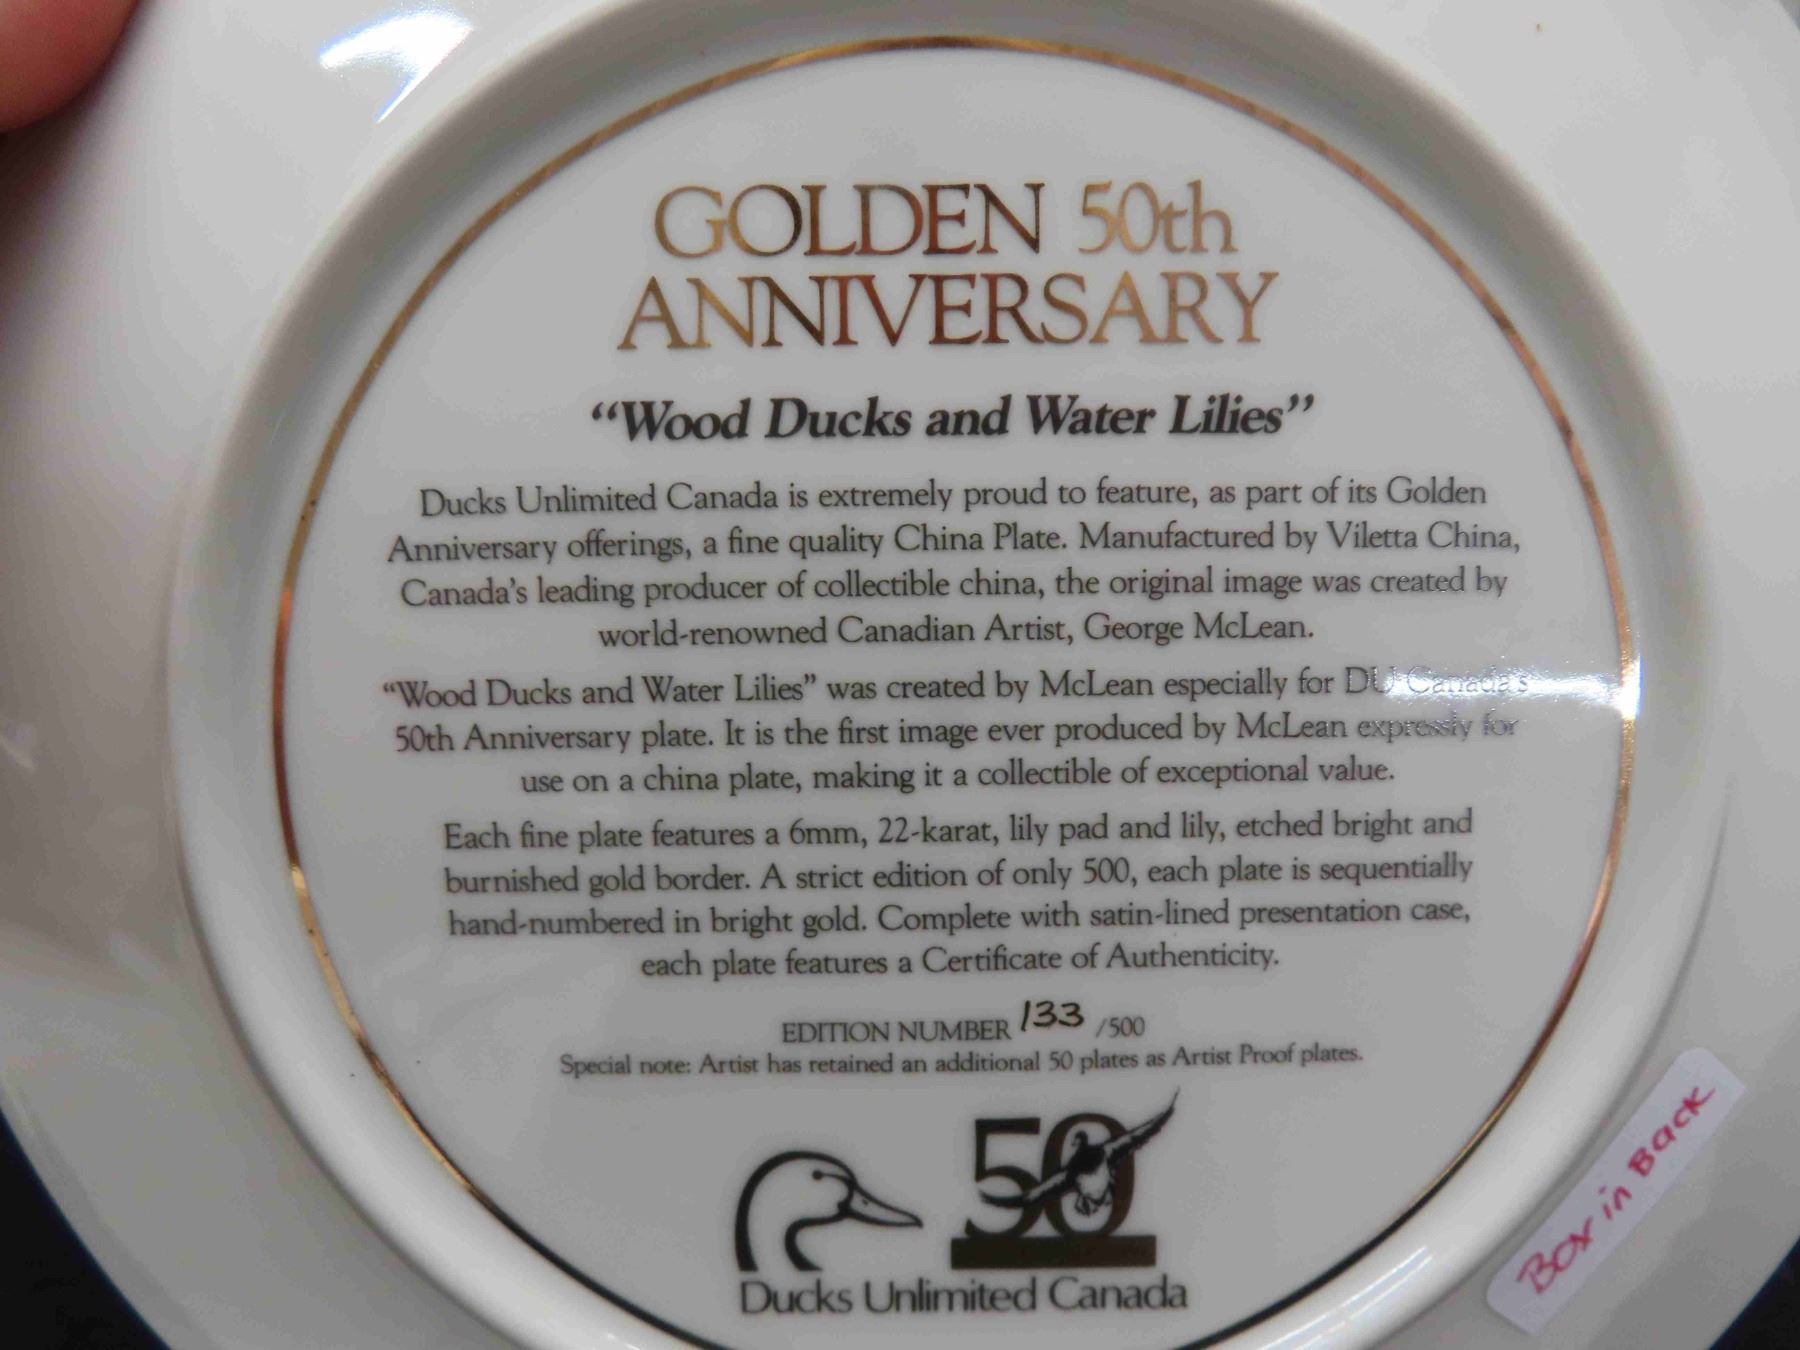 GOLDEN 50th
ANNIVERSARY
“Wood Ducks and Water Lilies”
Ducks Unlimited Canada is extremely proud to feature, as part of its Golden
Anniversary offerings, a fine quality China Plate. Manufactured by Viletta China,
Canada's leading producer of collectible china, the original image was created by
world-renowned Canadian Artist, George McLean.
“Wood Ducks and Water Lilies” was created by McLean especially for DU Canada's
50th Anniversary plate. It is the first image ever produced by McLean expressly for
use on a china plate, making it a collectible of exceptional value.
Each fine plate features a 6mm, 22-karat, lily pad and lily, etched bright and
burnished gold border. A strict edition of only 500, each plate is sequentially
hand-numbered in bright gold. Complete with satin-lined presentation case,
each plate features a Certificate of Authenticity.
EDITION NUMBER 133 /500
Special note: Artist has retained an additional 50 plates as Artist Proof plates.
50
Ducks Unlimited Canada
Box in Back